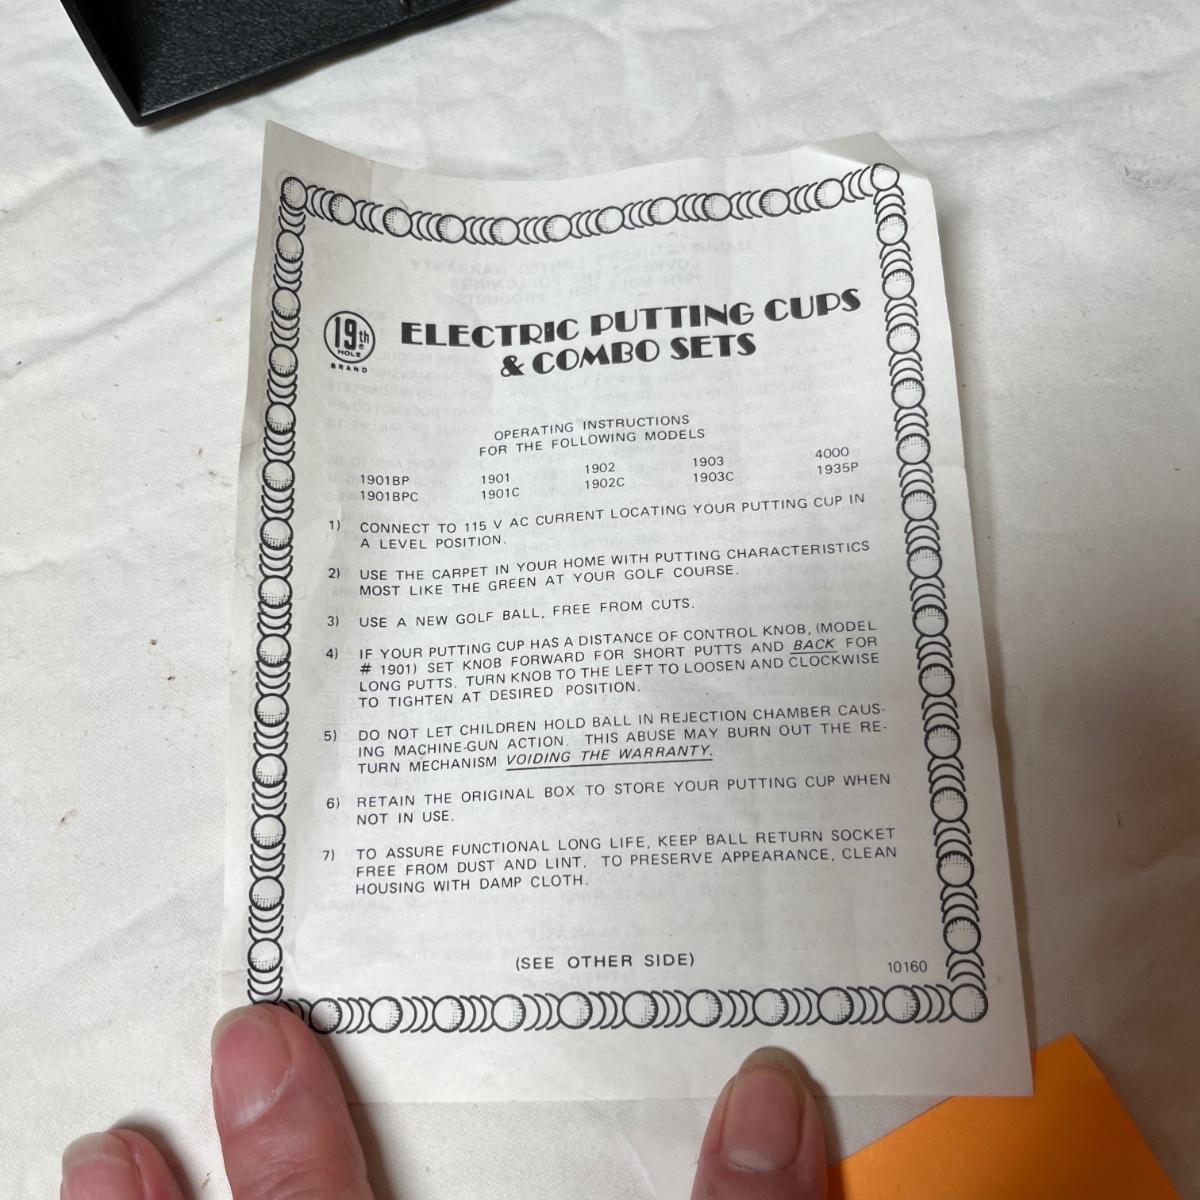 19th
HOLE
BRAND
ELECTRIC PUTTING CUPS
& COMBO SETS
OPERATING INSTRUCTIONS
FOR THE FOLLOWING MODELS
1901BP 1901 1902 1903 4000
1901BPC 1901C 1902C 1903C 1935P
1) CONNECT TO 115 V AC CURRENT LOCATING YOUR PUTTING CUP IN
A LEVEL POSITION.
2) USE THE CARPET IN YOUR HOME WITH PUTTING CHARACTERISTICS
MOST LIKE THE GREEN AT YOUR GOLF COURSE.
3) USE A NEW GOLF BALL, FREE FROM CUTS.
4) IF YOUR PUTTING CUP HAS A DISTANCE OF CONTROL KNOB, (MODEL
# 1901) SET KNOB FORWARD FOR SHORT PUTTS AND BACK FOR
LONG PUTTS. TURN KNOB TO THE LEFT TO LOOSEN AND CLOCKWISE
TO TIGHTEN AT DESIRED POSITION.
5) DO NOT LET CHILDREN HOLD BALL IN REJECTION CHAMBER CAUS-
ING MACHINE-GUN ACTION. THIS ABUSE MAY BURN OUT THE RE-
TURN MECHANISM VOIDING THE WARRANTY.
6) RETAIN THE ORIGINAL BOX TO STORE YOUR PUTTING CUP WHEN
NOT IN USE.
7) TO ASSURE FUNCTIONAL LONG LIFE, KEEP BALL RETURN SOCKET
FREE FROM DUST AND LINT. TO PRESERVE APPEARANCE, CLEAN
HOUSING WITH DAMP CLOTH.
(SEE OTHER SIDE)
10160